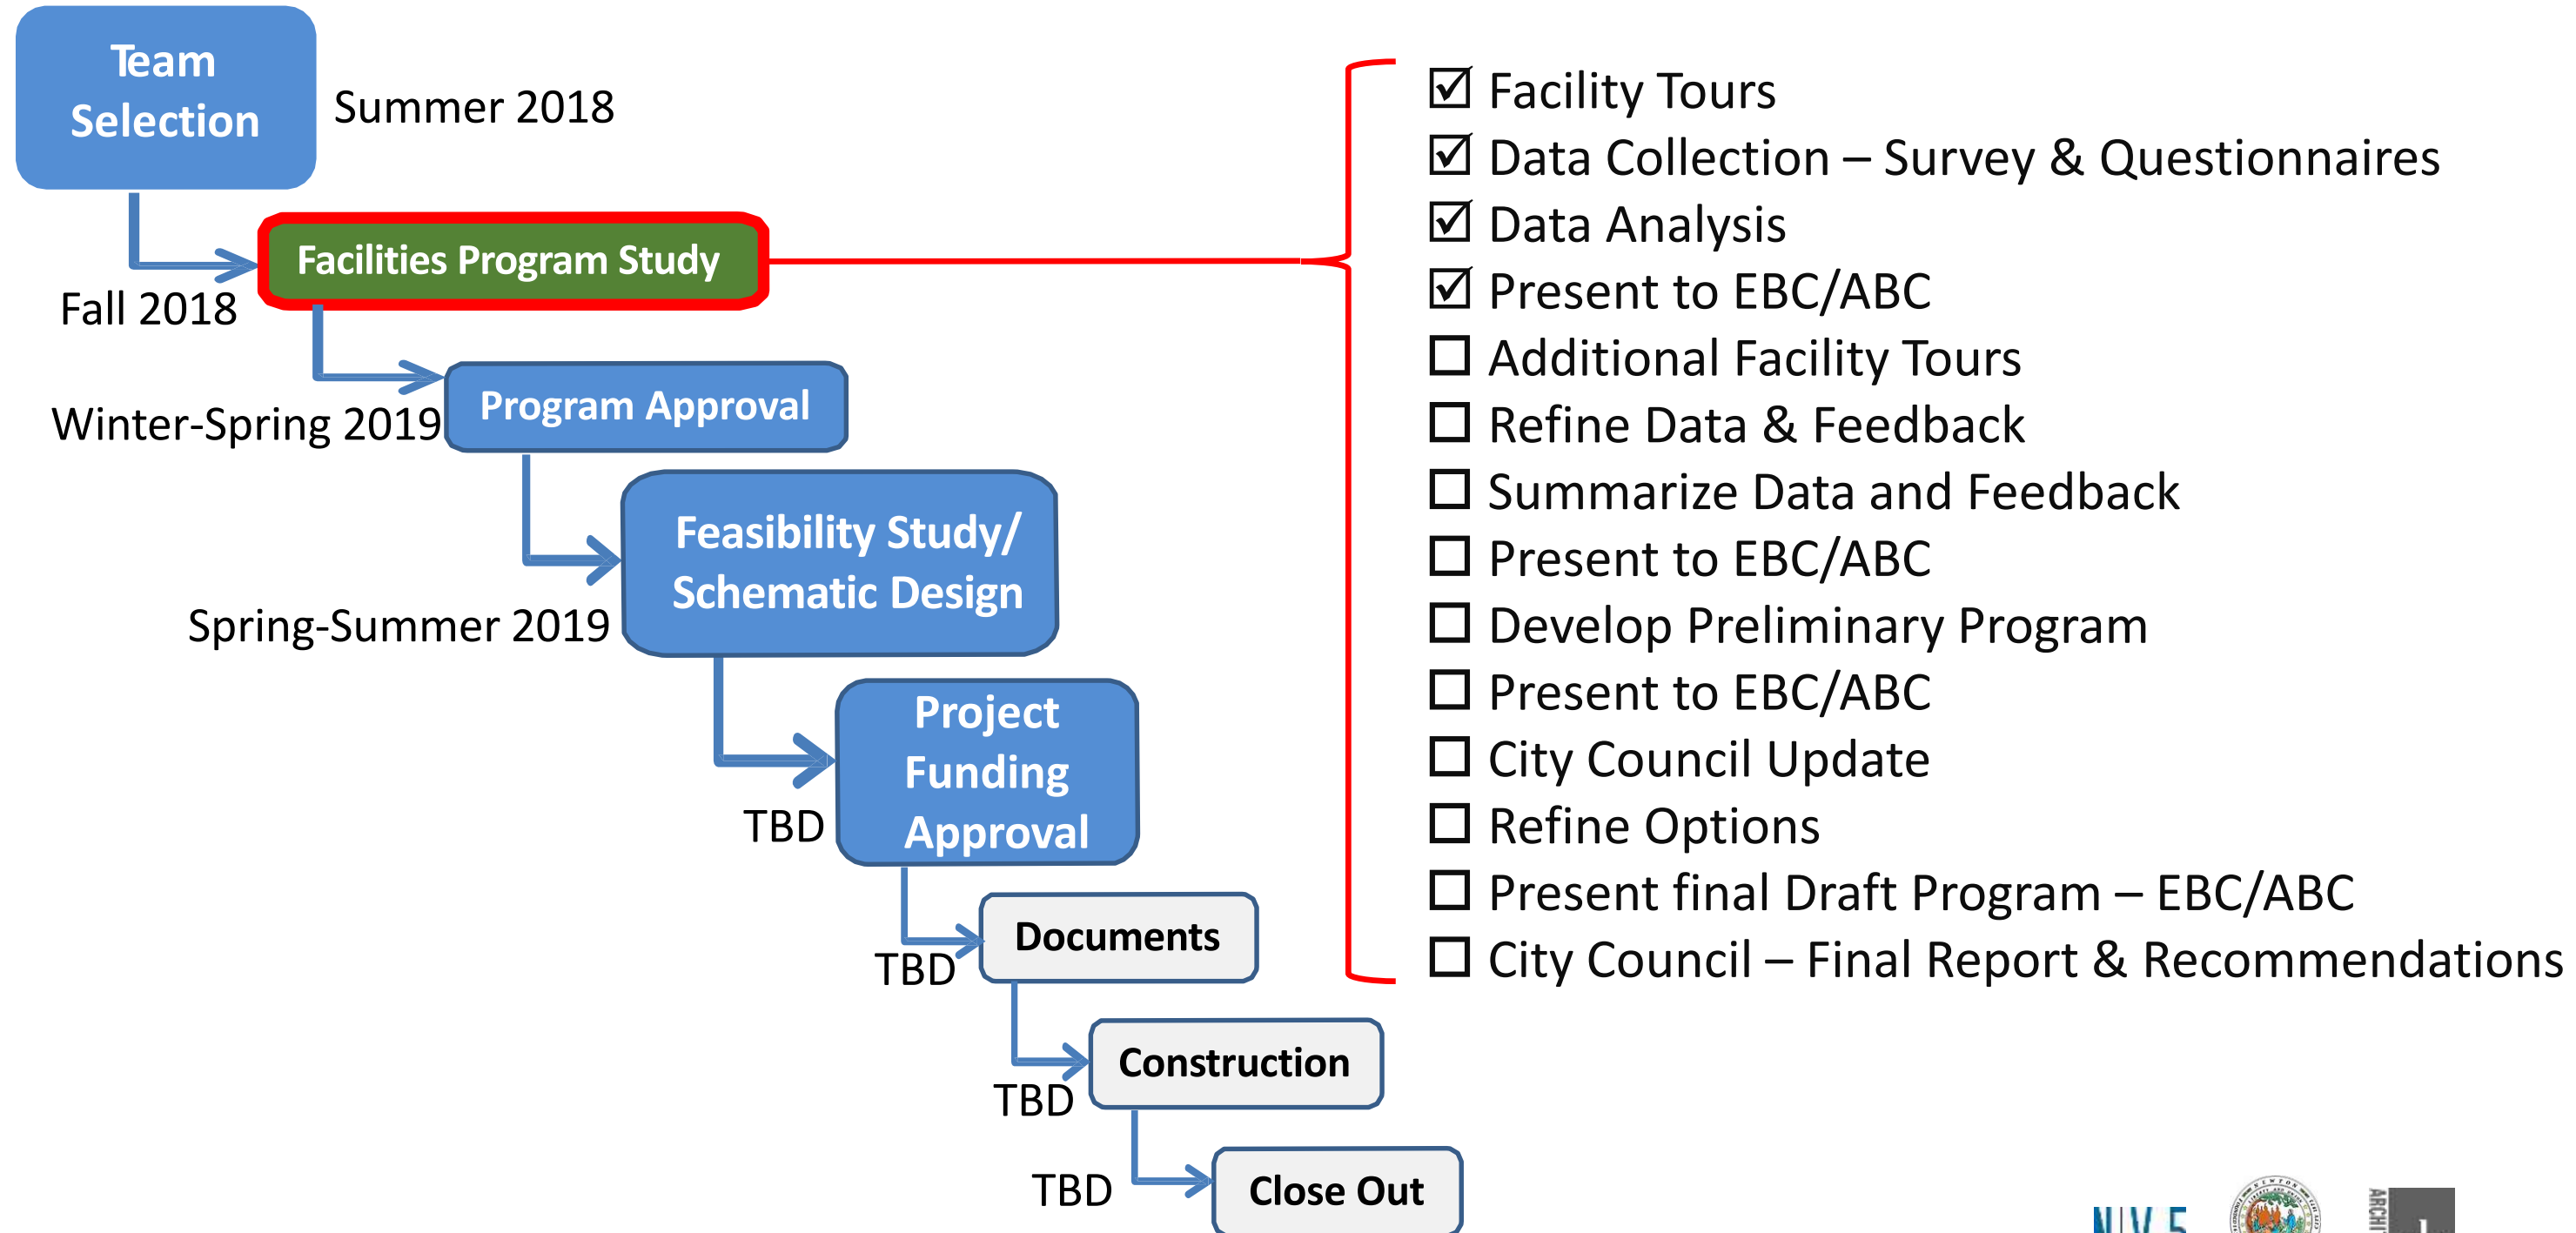 Team
Selection
Summer 2018
Facilities Program Study
Fall 2018
Program Approval
Winter-Spring 2019
Feasibility Study/
Schematic Design
Spring-Summer 2019
Project
Funding
Approval
TBD
Documents
TBD
Construction
TBD
Close Out
TBD
Facility Tours
Data Collection – Survey & Questionnaires
Data Analysis
Present to EBC/ABC
Additional Facility Tours
Refine Data & Feedback
Summarize Data and Feedback
Present to EBC/ABC
Develop Preliminary Program
Present to EBC/ABC
City Council Update
Refine Options
Present final Draft Program – EBC/ABC
City Council – Final Report & Recommendations
N|V|5
NEWTON